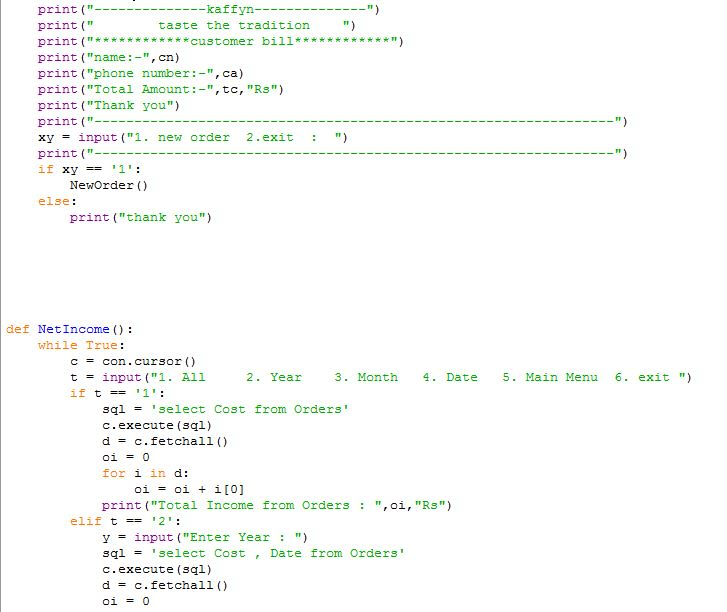 print("--------------kaffyn--------------")
print("        taste the tradition    ")
print("************customer bill************")
print("name:-",cn)
print("phone number:-",ca)
print("Total Amount:-",tc,"Rs")
print("Thank you")
print("-----------------------------------------------------------------")
xy = input("1. new order  2.exit  :  ")
print("-----------------------------------------------------------------")
if xy == '1':
    NewOrder()
else:
    print("thank you")
def NetIncome():
    while True:
        c = con.cursor()
        t = input("1. All     2. Year    3. Month   4. Date   5. Main Menu  6. exit ")
        if t == '1':
            sql = 'select Cost from Orders'
            c.execute(sql)
            d = c.fetchall()
            oi = 0
            for i in d:
                oi = oi + i[0]
            print("Total Income from Orders : ",oi,"Rs")
        elif t == '2':
            y = input("Enter Year : ")
            sql = 'select Cost , Date from Orders'
            c.execute(sql)
            d = c.fetchall()
            oi = 0